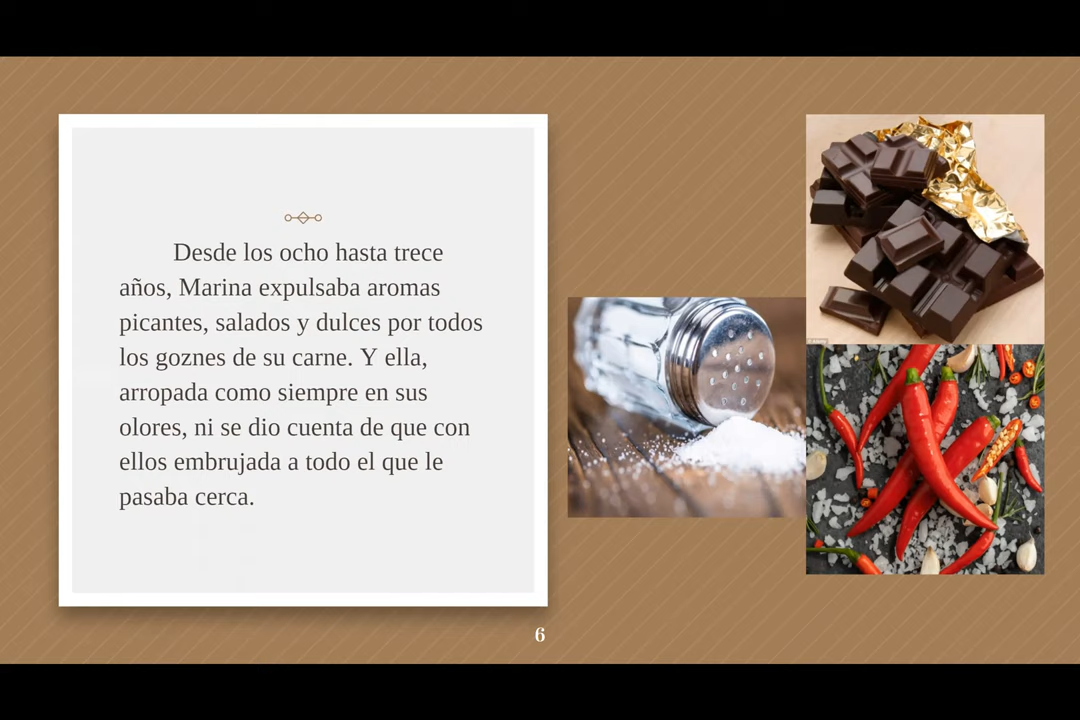 Desde los ocho hasta trece
años, Marina expulsaba aromas
picantes, salados y dulces por todos
los goznes de su carne. Y ella,
arropada como siempre en sus
olores, ni se dio cuenta de que con
ellos embrujada a todo el que le
pasaba cerca.
6